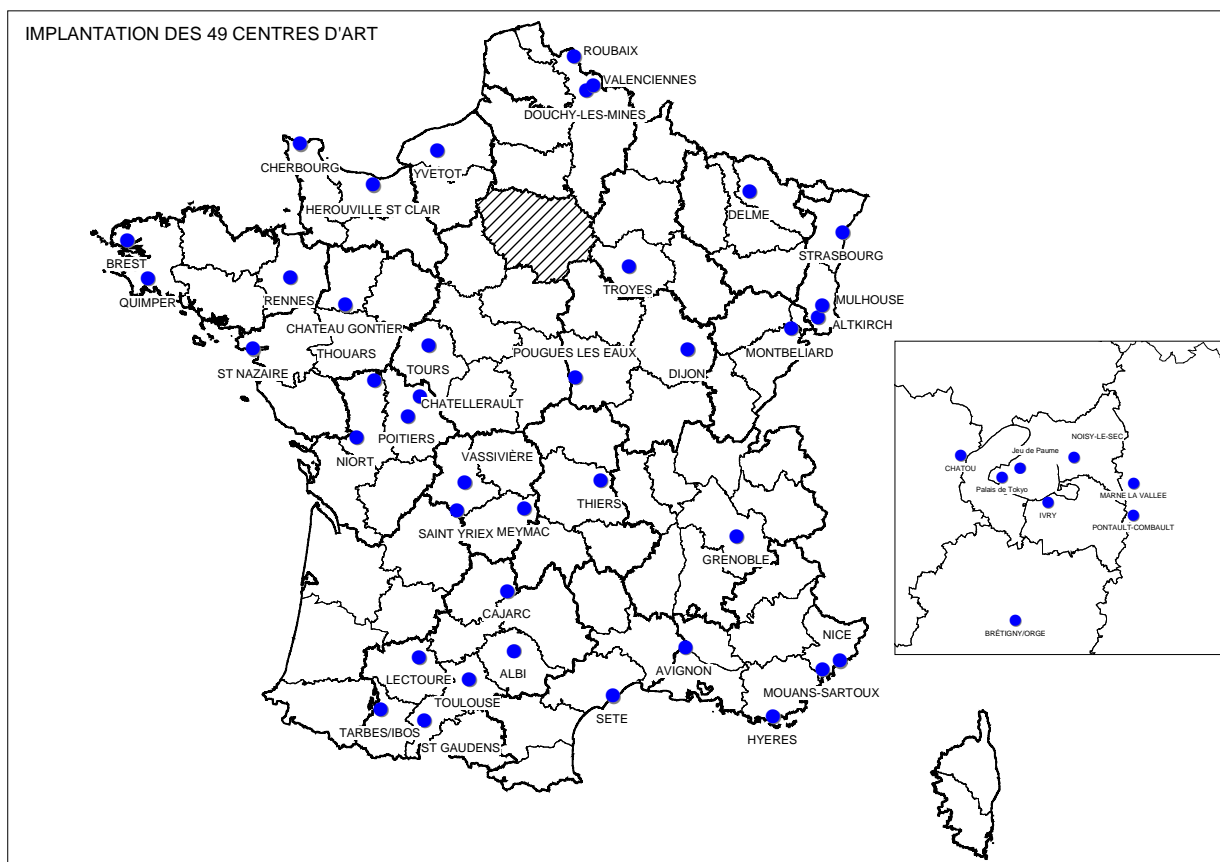 IMPLANTATION DES 49 CENTRES D'ART
ROUBAIX
VALENCIENNES
DOUCHY-LES-MINES
CHERBOURG
YVETOT
HEROUVILLE ST CLAIR
DELME
STRASBOURG
BREST
QUIMPER
RENNES
TROYES
MULHOUSE
ALTKIRCH
CHATEAU GONTIER
MONTBELIARD
THOUARS
POUGUES LES EAUX
ST NAZAIRE
TOURS
DIJON
CHATELLERAULT
POITIERS
NIORT
VASSIVIÈRE
THIERS
SAINT YRIEX
MEYMAC
GRENOBLE
CAJARC
NICE
LECTOURE
ALBI
AVIGNON
MOUANS-SARTOUX
TOULOUSE
SETE
TARBES/IBOS
HYERES
ST GAUDENS
NOISY-LE-SEC
Jeu de Paume
CHATOU
Palais de Tokyo
MARNE LA VALLEE
IVRY
PONTAULT-COMBAULT
BRÉTIGNY/ORGE